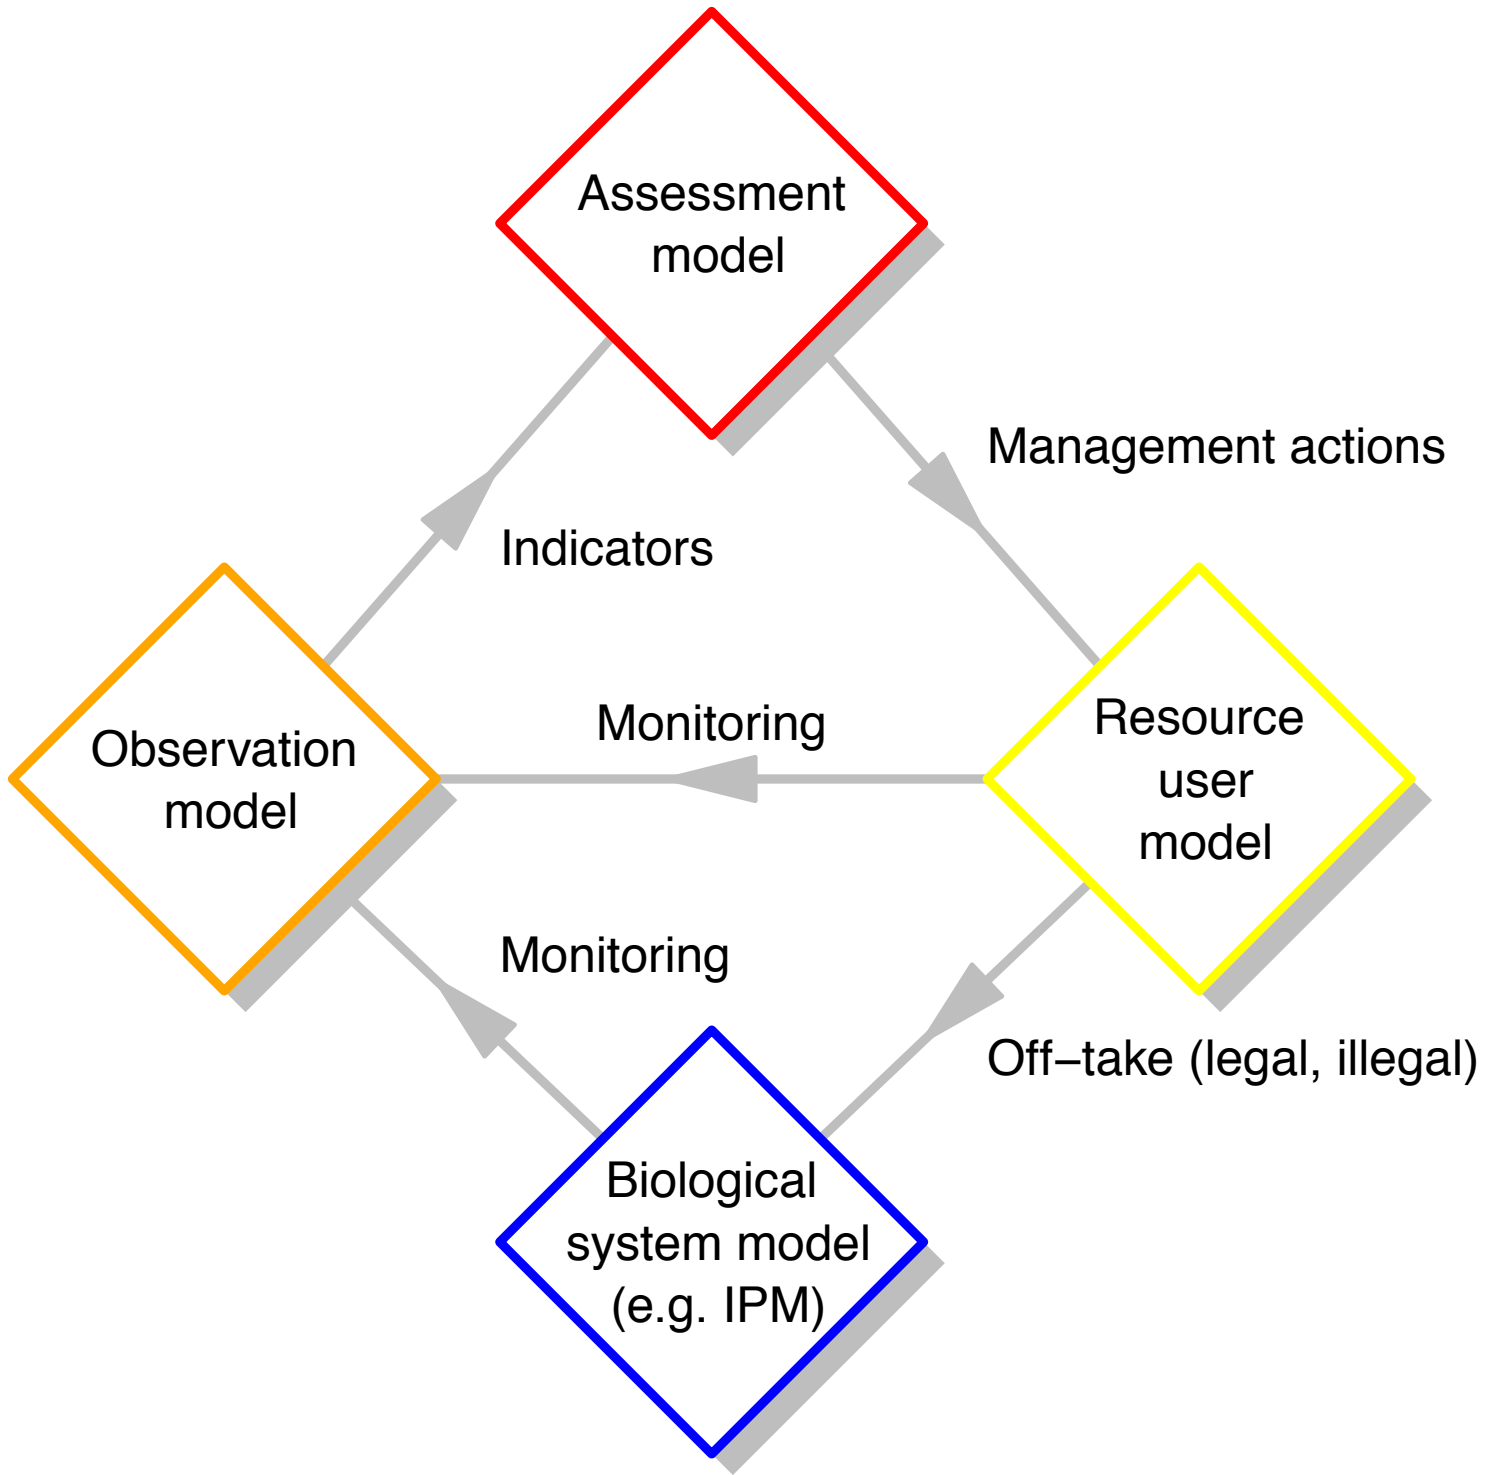 Assessment
model
Management actions
Indicators
Observation
model
Monitoring
Resource
user
model
Monitoring
Off−take (legal, illegal)
Biological
system model
(e.g. IPM)